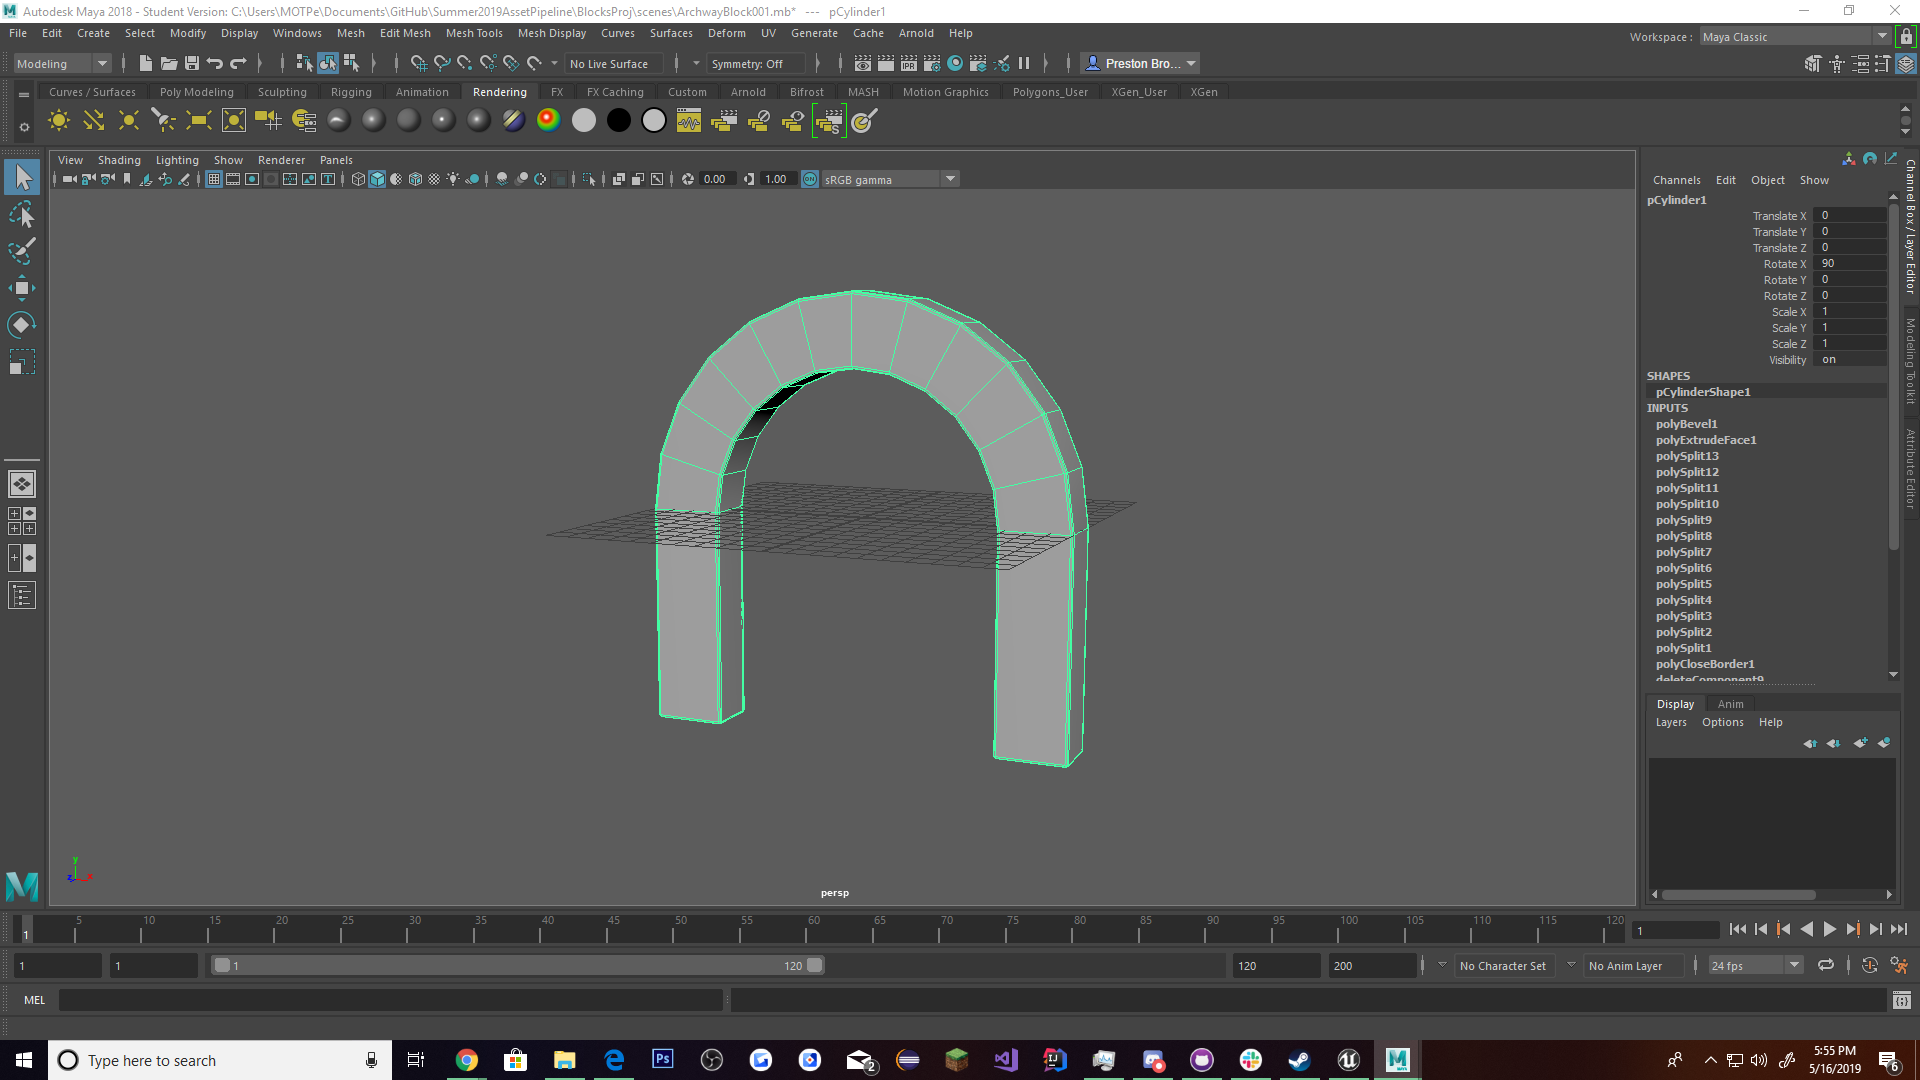 Autodesk Maya 2018 - Student Version: C:\Users\MOTPe\Documents\GitHub\Summer2019AssetPipeline\BlocksProj\scenes\ArchwayBlock001.mb* --- pCylinder1
File Edit Create Select Modify Display Windows Mesh Edit Mesh Mesh Tools Mesh Display Curves Surfaces Deform UV Generate Cache Arnold Help
Workspace : Maya Classic
Modeling No Live Surface Symmetry: Off IPR Preston Bro...
Curves / Surfaces Poly Modeling Sculpting Rigging Animation Rendering FX FX Caching Custom Arnold Bifrost MASH Motion Graphics Polygons_User XGen_User XGen
View Shading Lighting Show Renderer Panels
0.00 1.00 sRGB gamma
Channels Edit Object Show
pCylinder1
Translate X 0
Translate Y 0
Translate Z 0
Rotate X 90
Rotate Y 0
Rotate Z 0
Scale X 1
Scale Y 1
Scale Z 1
Visibility on
SHAPES
pCylinderShape1
INPUTS
polyBevel1
polyExtrudeFace1
polySplit13
polySplit12
polySplit11
polySplit10
polySplit9
polySplit8
polySplit7
polySplit6
polySplit5
polySplit4
polySplit3
polySplit2
polySplit1
polyCloseBorder1
deleteComponent9
Channel Box / Layer Editor
Modeling Toolkit
Attribute Editor
Display Anim
Layers Options Help
y
z x
persp
5 10 15 20 25 30 35 40 45 50 55 60 65 70 75 80 85 90 95 100 105 110 115 120
1 1
1 1 1 120 120 200 No Character Set No Anim Layer 24 fps
MEL
Type here to search
Ps
2
IJ
M
5:55 PM
5/16/2019
6